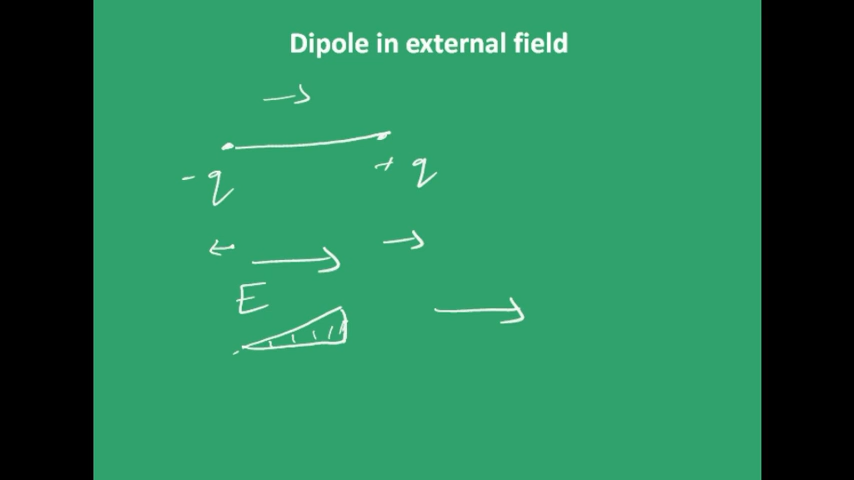 Dipole in external field
- q + q
E